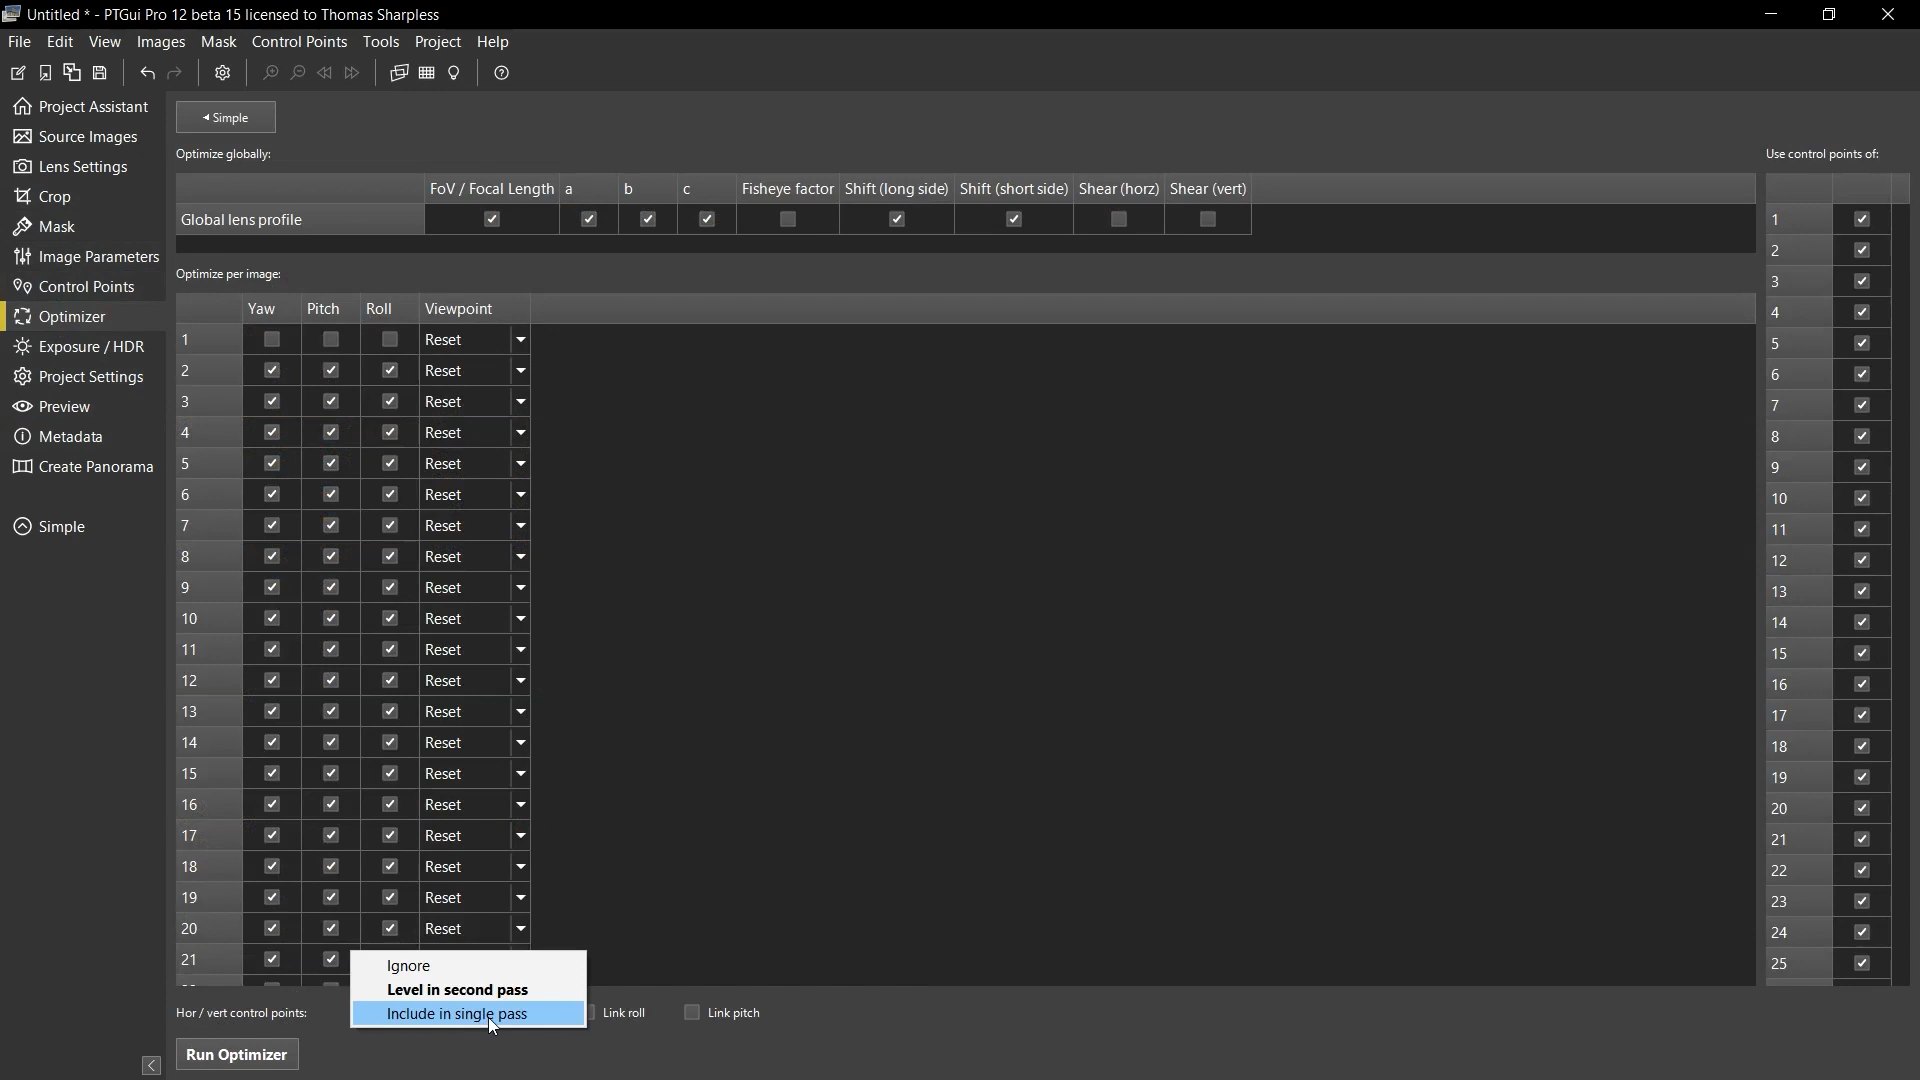 Untitled * - PTGui Pro 12 beta 15 licensed to Thomas Sharpless
File Edit View Images Mask Control Points Tools Project Help
Project Assistant
Source Images
Lens Settings
Crop
Mask
Image Parameters
Control Points
Optimizer
Exposure / HDR
Project Settings
Preview
Metadata
Create Panorama
Simple
Simple
Optimize globally:
FoV / Focal Length a b c Fisheye factor Shift (long side) Shift (short side) Shear (horz) Shear (vert)
Global lens profile
Optimize per image:
Yaw Pitch Roll Viewpoint
1 Reset
2 Reset
3 Reset
4 Reset
5 Reset
6 Reset
7 Reset
8 Reset
9 Reset
10 Reset
11 Reset
12 Reset
13 Reset
14 Reset
15 Reset
16 Reset
17 Reset
18 Reset
19 Reset
20 Reset
21
Ignore
Level in second pass
Include in single pass
Hor / vert control points:
Link roll
Link pitch
Run Optimizer
Use control points of:
1
2
3
4
5
6
7
8
9
10
11
12
13
14
15
16
17
18
19
20
21
22
23
24
25